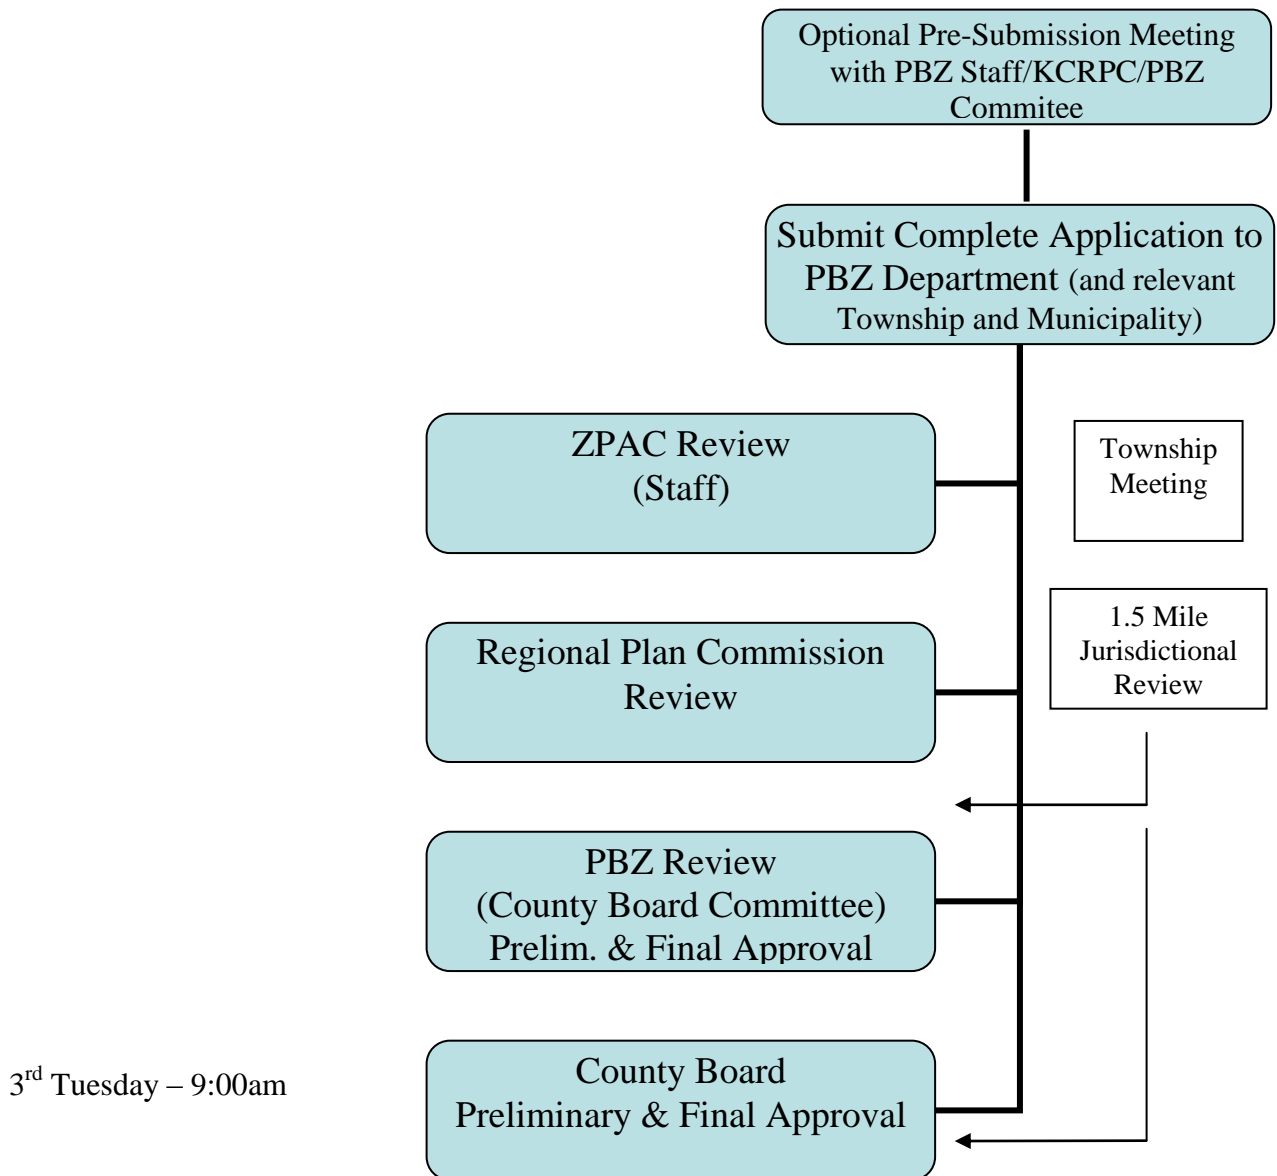 Optional Pre-Submission Meeting
with PBZ Staff/KCRPC/PBZ
Commitee
Submit Complete Application to
PBZ Department (and relevant
Township and Municipality)
ZPAC Review
(Staff)
Township
Meeting
Regional Plan Commission
Review
1.5 Mile
Jurisdictional
Review
PBZ Review
(County Board Committee)
Prelim. & Final Approval
3rd Tuesday – 9:00am
County Board
Preliminary & Final Approval